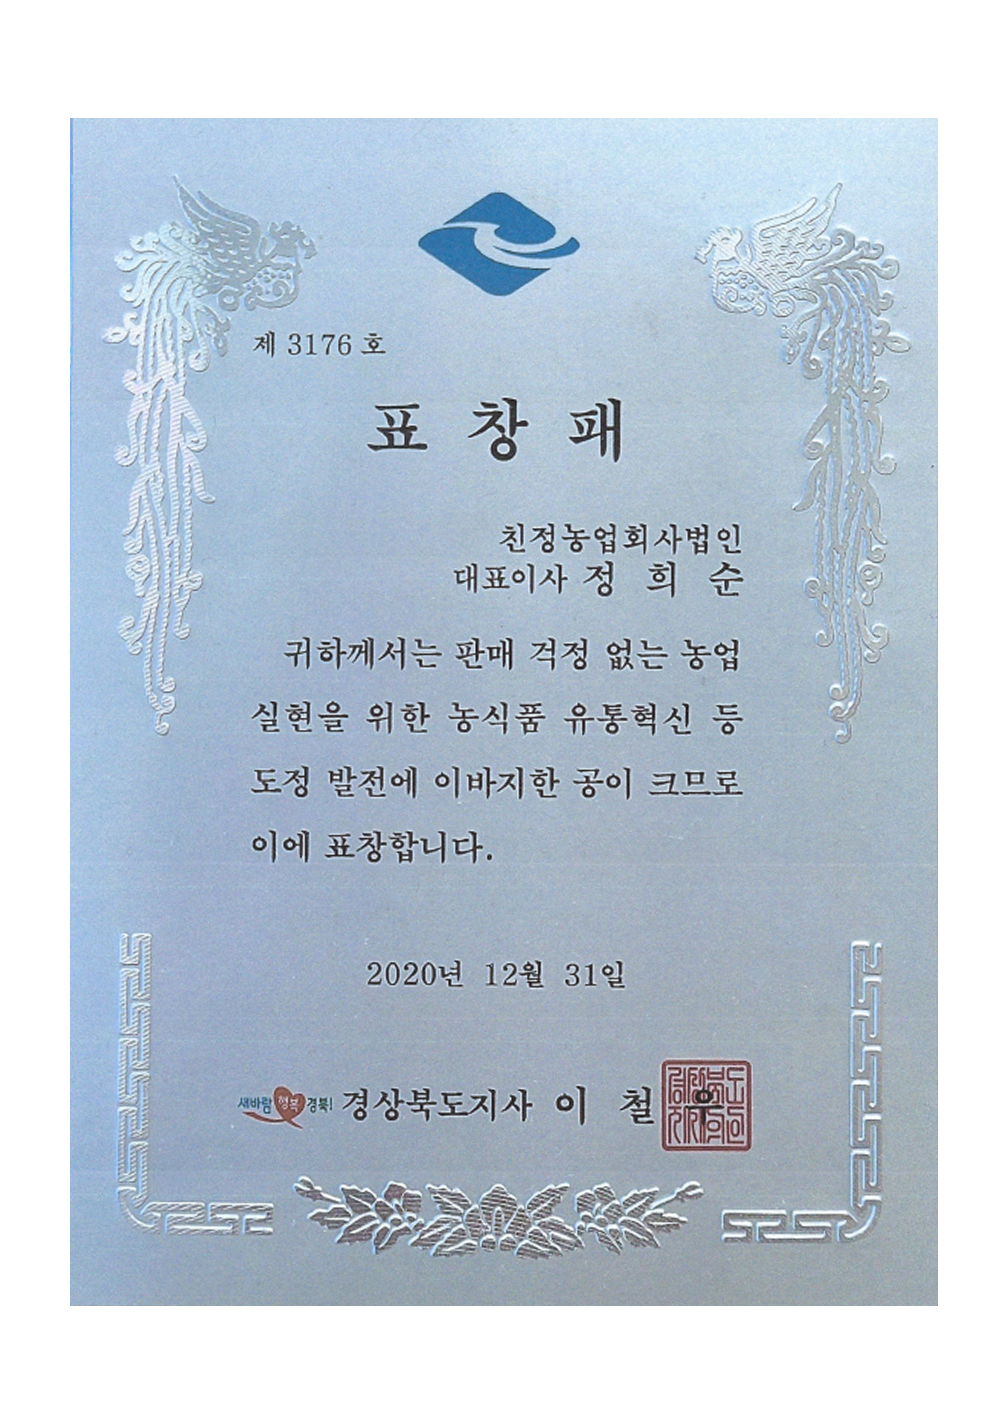 제 3176 호
표 창 패
친정농업회사법인
대표이사 정 희 순
귀하께서는 판매 걱정 없는 농업
실현을 위한 농식품 유통혁신 등
도정 발전에 이바지한 공이 크므로
이에 표창합니다.
2020년 12월 31일
새바람 행복 경북! 경상북도지사 이 철 우